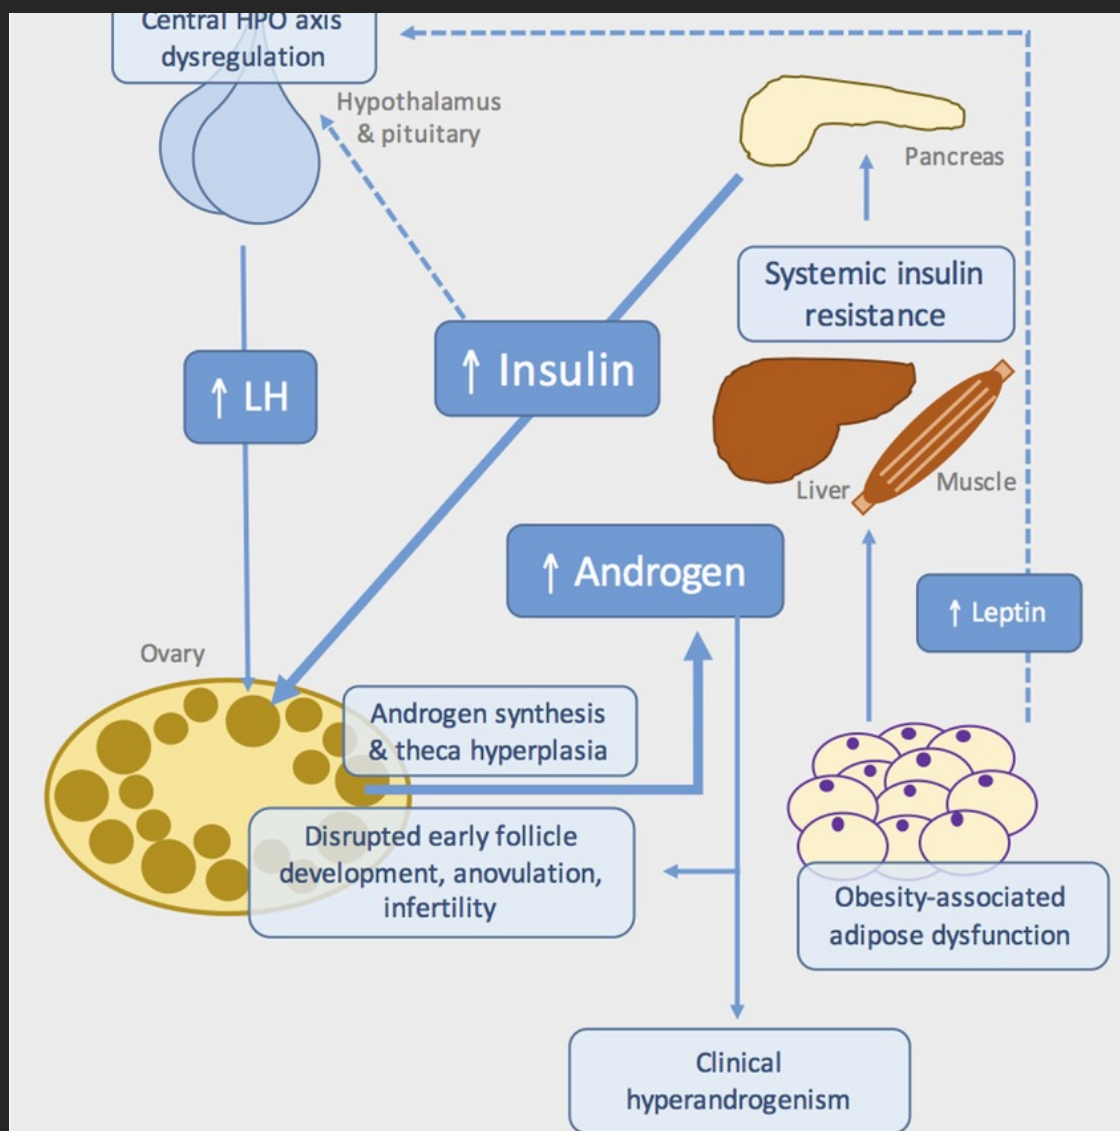 Central HPO axis
dysregulation
Hypothalamus
& pituitary
Pancreas
Systemic insulin
resistance
↑ Insulin
↑ LH
Liver
Muscle
↑ Androgen
↑ Leptin
Ovary
Androgen synthesis
& theca hyperplasia
Disrupted early follicle
development, anovulation,
infertility
Obesity-associated
adipose dysfunction
Clinical
hyperandrogenism